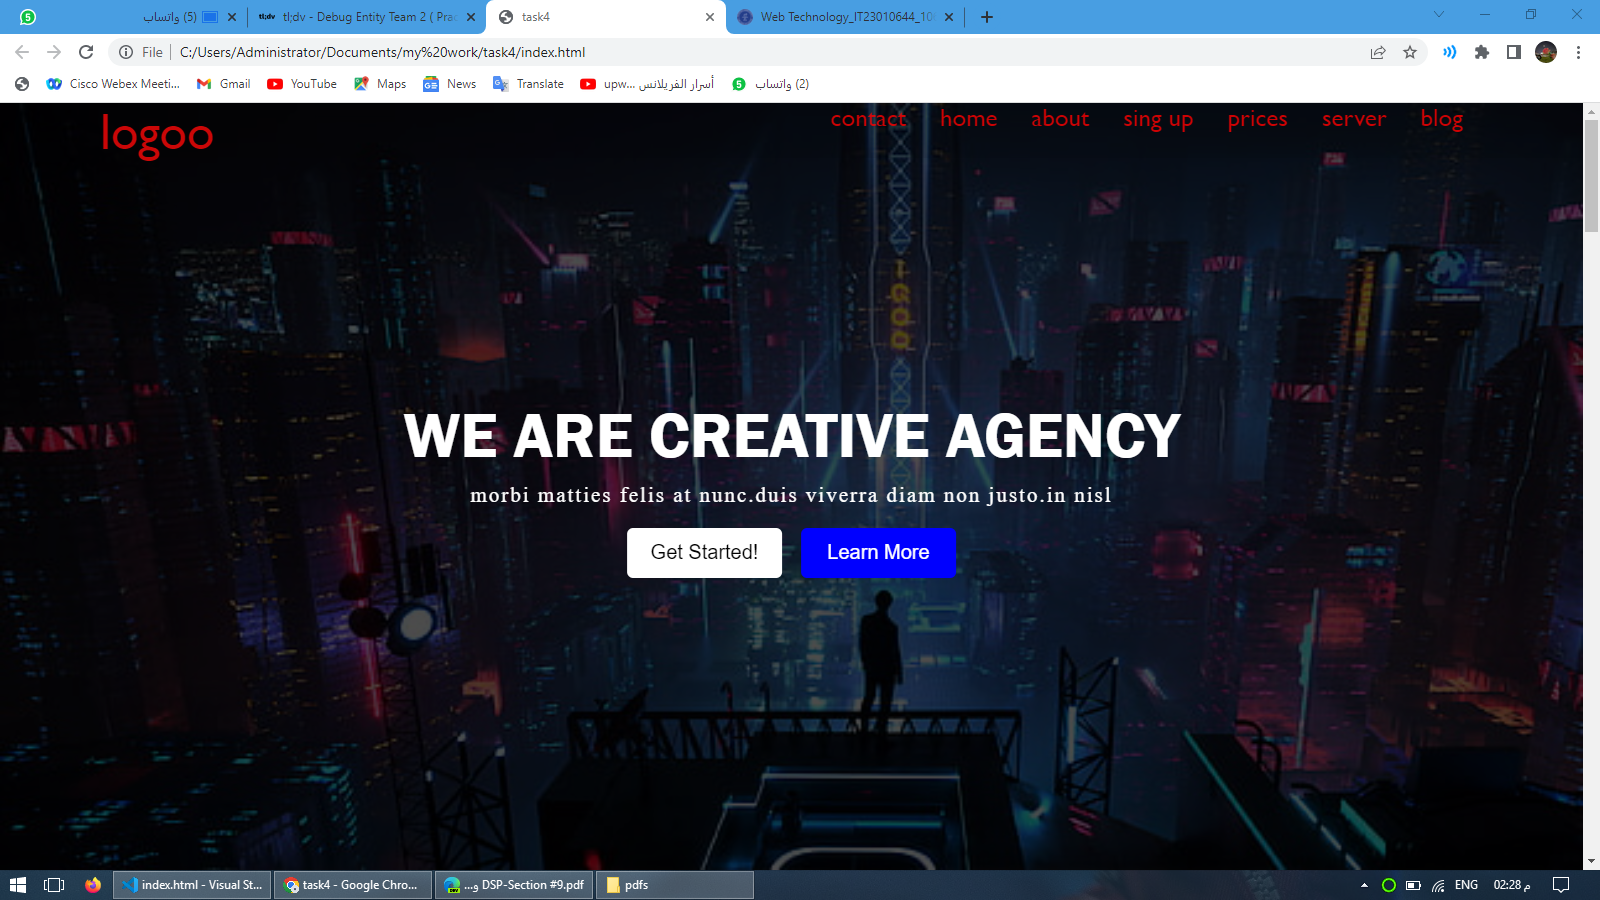 واتساب (5)
tl;dv - Debug Entity Team 2 ( Prac
task4
Web Technology_IT23010644_10
File
C:/Users/Administrator/Documents/my%20work/task4/index.html
Cisco Webex Meeti...
Gmail
YouTube
Maps
News
Translate
أسرار الفريلانس ...upw
واتساب (2)
logoo
contact
home
about
sing up
prices
server
blog
WE ARE CREATIVE AGENCY
morbi matties felis at nunc.duis viverra diam non justo.in nisl
Get Started!
Learn More
index.html - Visual St...
task4 - Google Chro...
و... DSP-Section #9.pdf
pdfs
ENG
02:28 م